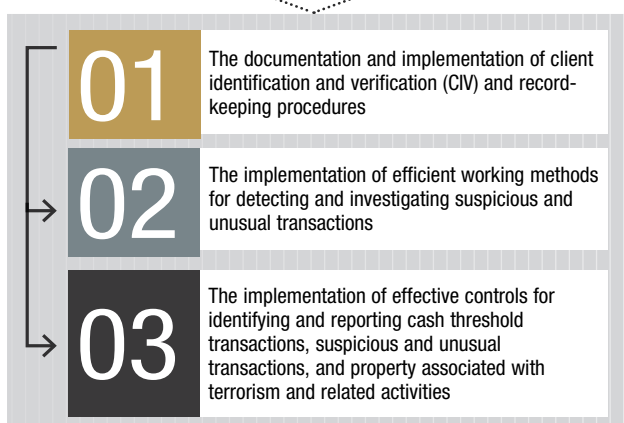 01
The documentation and implementation of client
identification and verification (CIV) and record-
keeping procedures
02
The implementation of efficient working methods
for detecting and investigating suspicious and
unusual transactions
03
The implementation of effective controls for
identifying and reporting cash threshold
transactions, suspicious and unusual
transactions, and property associated with
terrorism and related activities